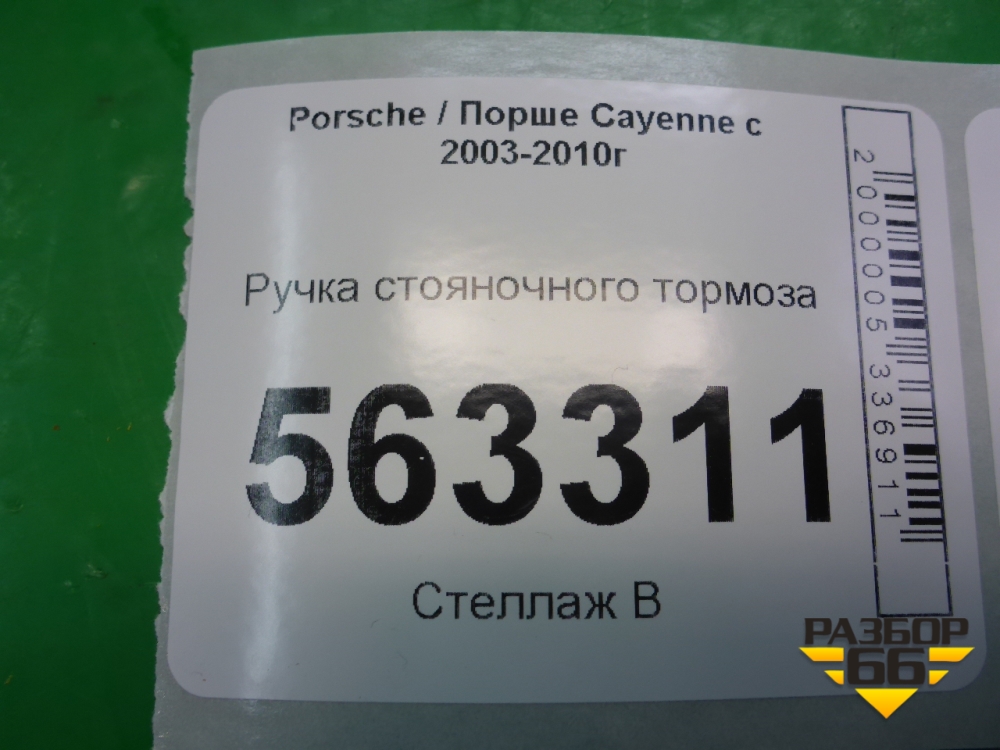 Porsche / Порше Cayenne с
2003-2010г
Ручка стояночного тормоза
563311
Стеллаж В
2000005336911
РАЗБОР
66